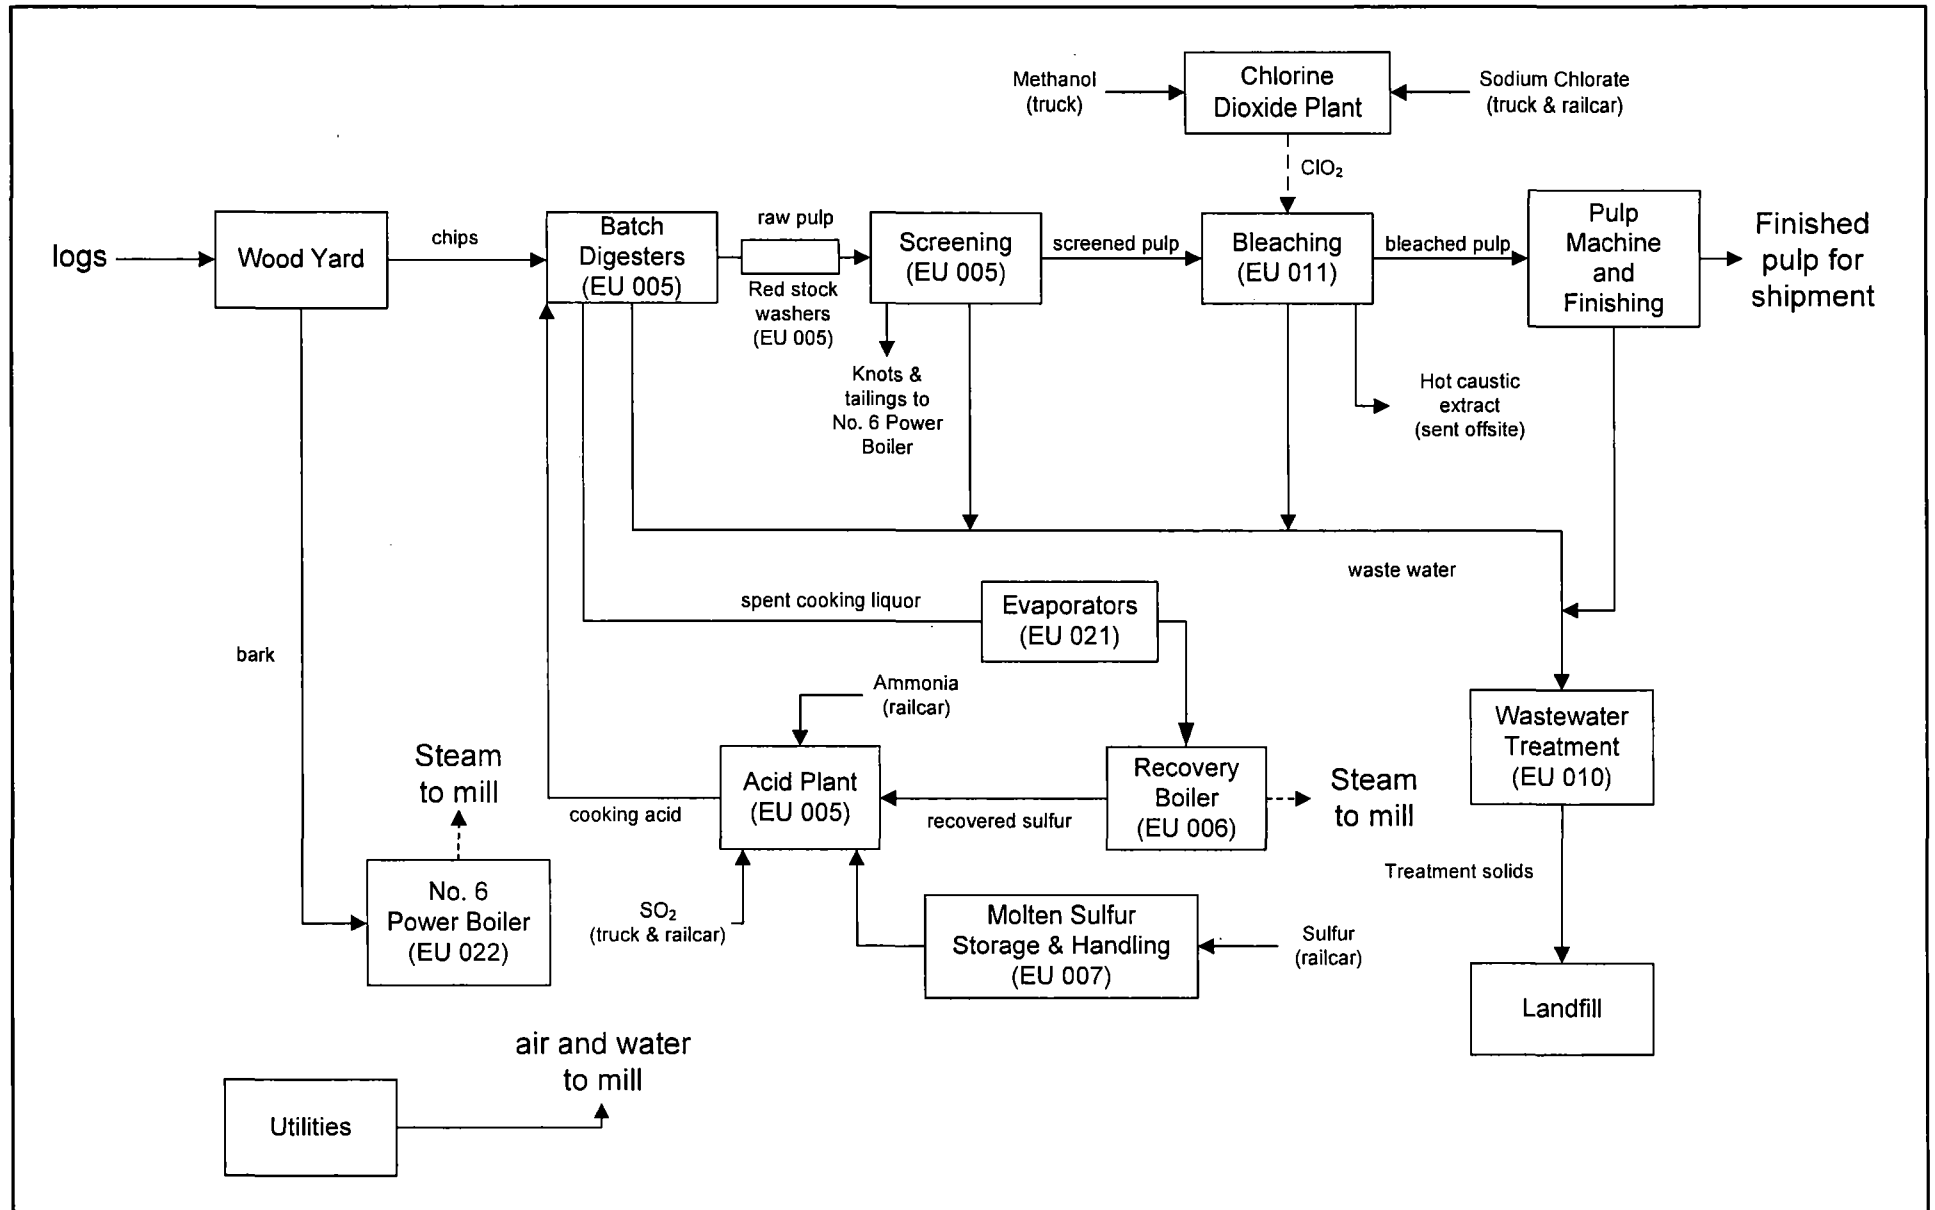 Methanol
(truck)
Chlorine
Dioxide Plant
Sodium Chlorate
(truck & railcar)
ClO₂
logs
Wood Yard
chips
Batch
Digesters
(EU 005)
raw pulp
Red stock
washers
(EU 005)
Screening
(EU 005)
screened pulp
Bleaching
(EU 011)
bleached pulp
Pulp
Machine
and
Finishing
Finished
pulp for
shipment
Knots &
tailings to
No. 6 Power
Boiler
Hot caustic
extract
(sent offsite)
waste water
spent cooking liquor
Evaporators
(EU 021)
bark
Ammonia
(railcar)
Steam
to mill
Acid Plant
(EU 005)
cooking acid
recovered sulfur
Recovery
Boiler
(EU 006)
Steam
to mill
Wastewater
Treatment
(EU 010)
Treatment solids
No. 6
Power Boiler
(EU 022)
SO₂
(truck & railcar)
Molten Sulfur
Storage & Handling
(EU 007)
Sulfur
(railcar)
Landfill
air and water
to mill
Utilities